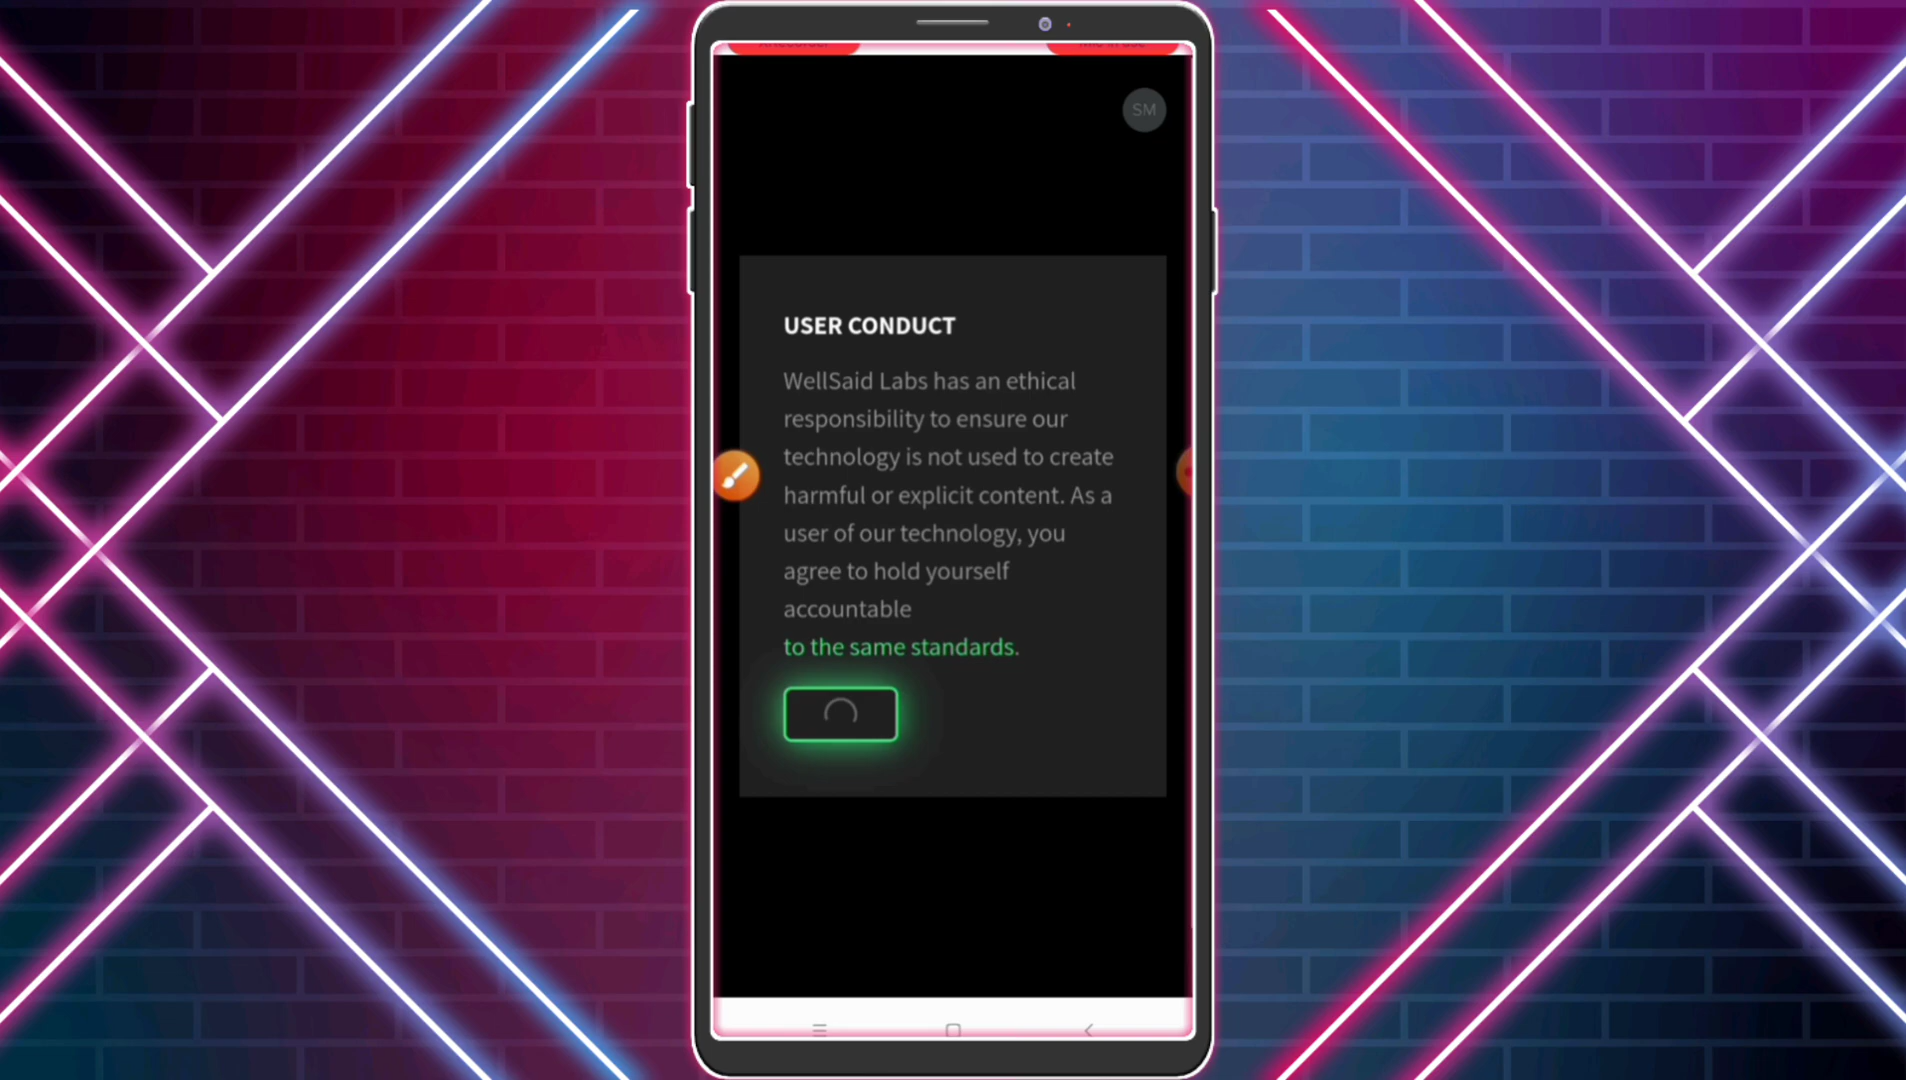 SM
USER CONDUCT
WellSaid Labs has an ethical
responsibility to ensure our
technology is not used to create
harmful or explicit content. As a
user of our technology, you
agree to hold yourself
accountable
to the same standards.